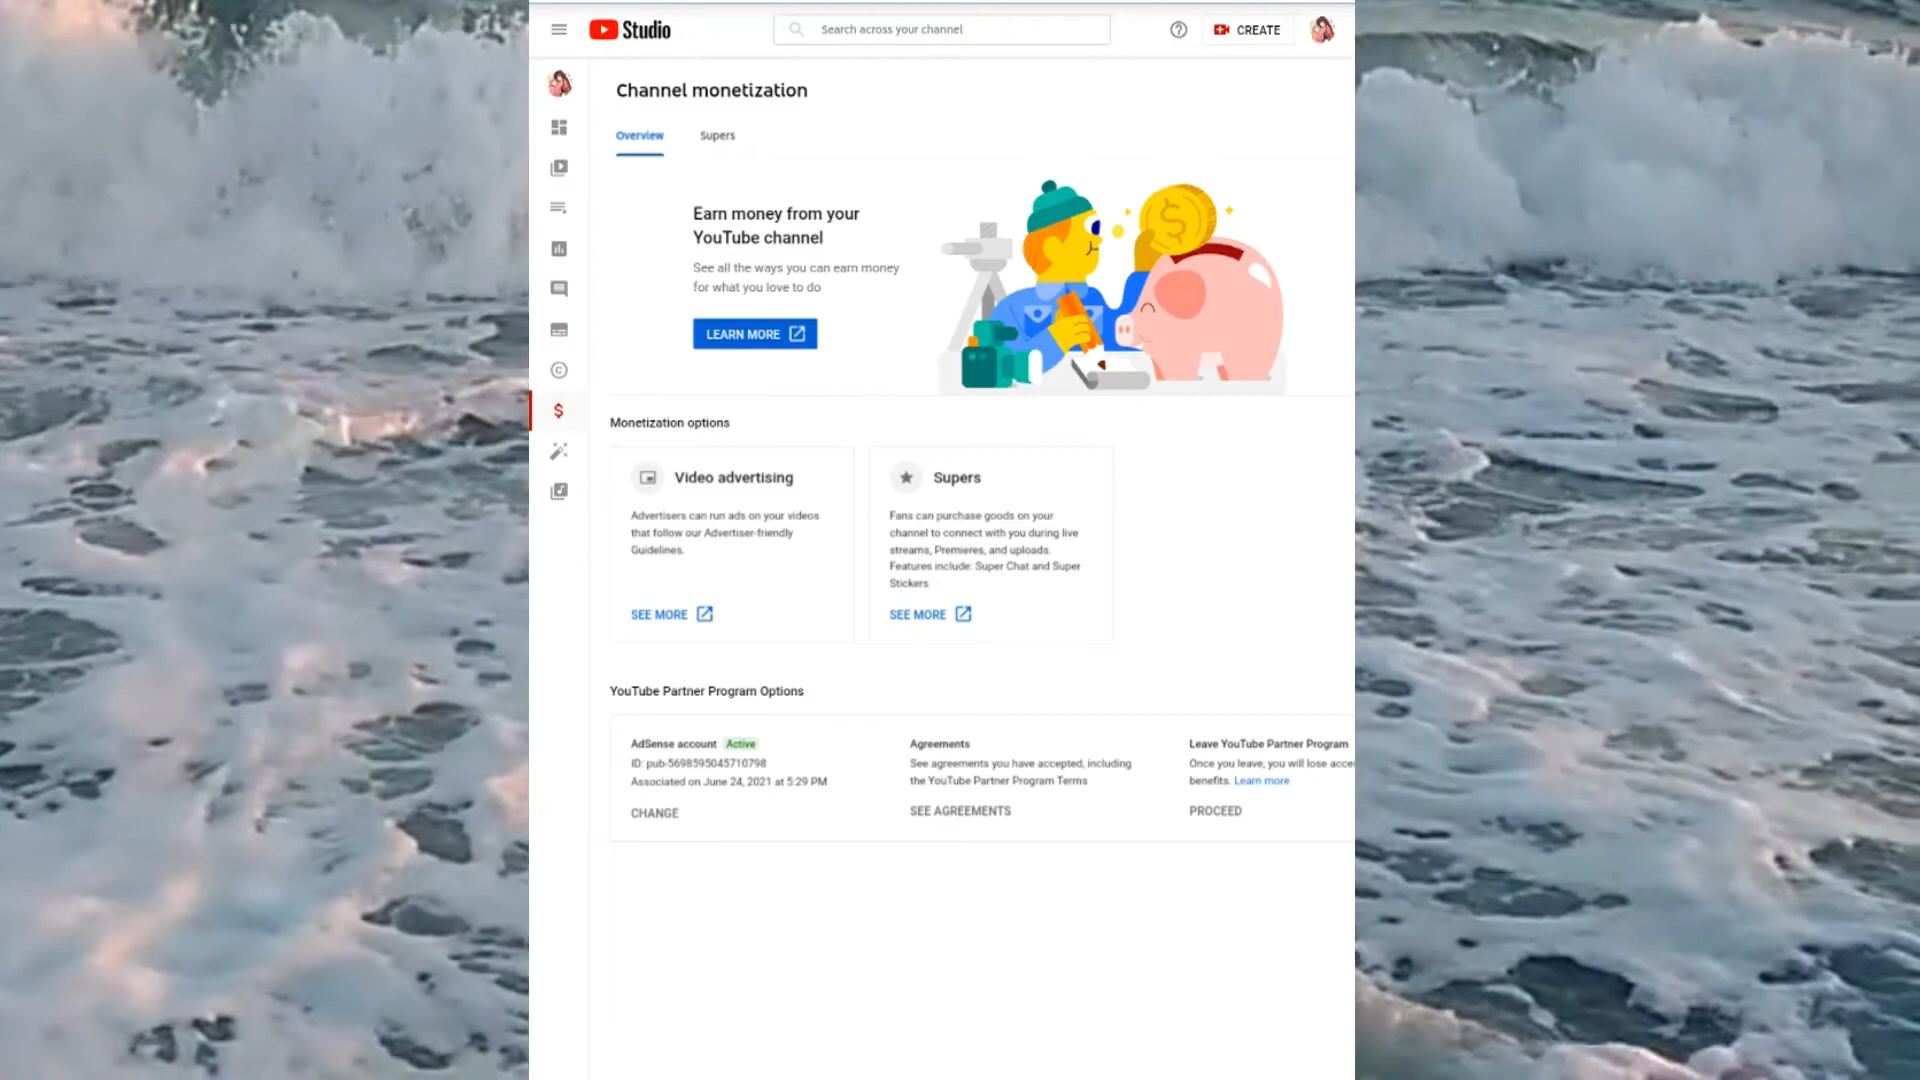 Studio
Search across your channel
CREATE
Channel monetization
Overview
Supers
Earn money from your
YouTube channel
See all the ways you can earn money
for what you love to do
LEARN MORE
Monetization options
Video advertising
Advertisers can run ads on your videos
that follow our Advertiser-friendly
Guidelines.
SEE MORE
Supers
Fans can purchase goods on your
channel to connect with you during live
streams, Premieres, and uploads.
Features include: Super Chat and Super
Stickers
SEE MORE
YouTube Partner Program Options
AdSense account Active
ID: pub-5698595045710798
Associated on June 24, 2021 at 5:29 PM
CHANGE
Agreements
See agreements you have accepted, including
the YouTube Partner Program Terms
SEE AGREEMENTS
Leave YouTube Partner Program
Once you leave, you will lose acce
benefits. Learn more
PROCEED